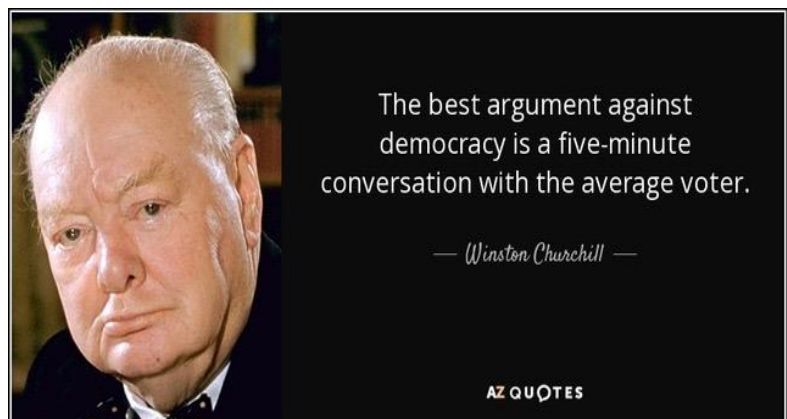 The best argument against
democracy is a five-minute
conversation with the average voter.
— Winston Churchill —
AZ QUOTES